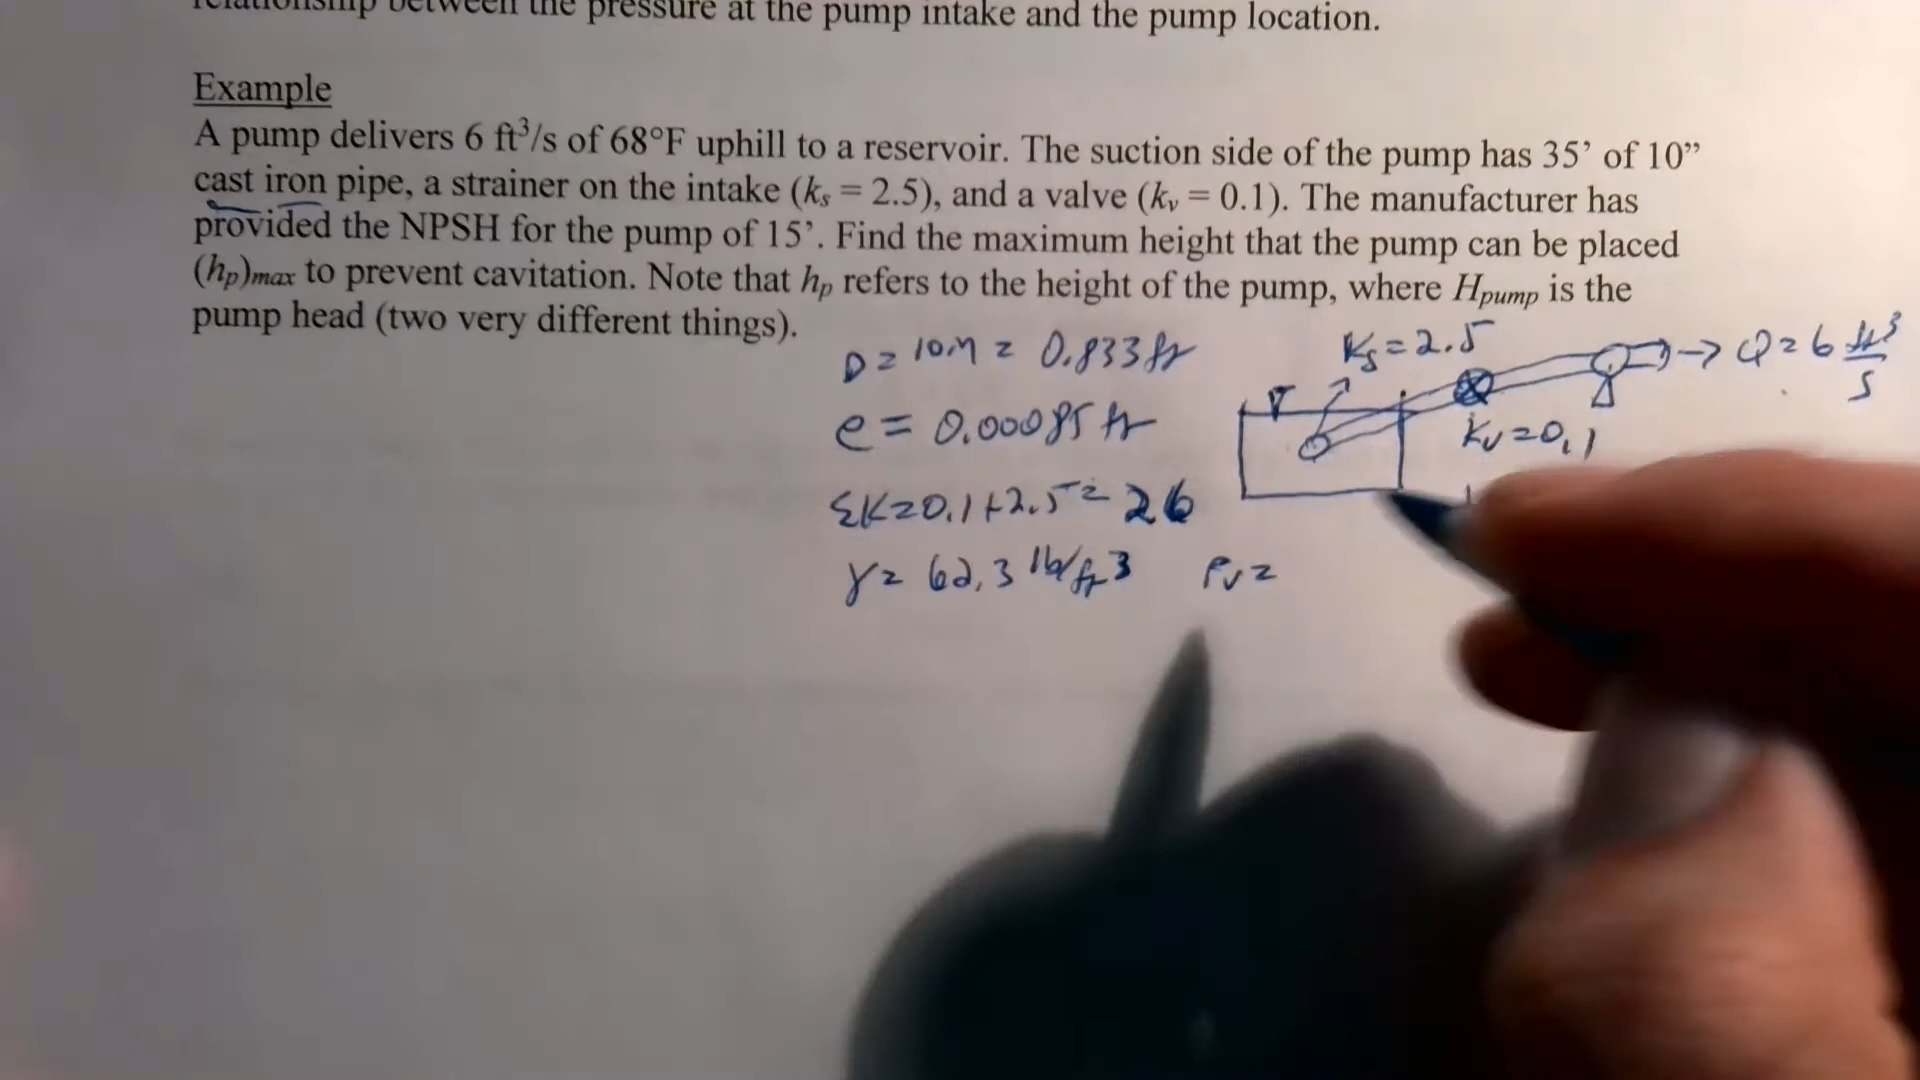 relationship between the pressure at the pump intake and the pump location.
Example
A pump delivers 6 ft³/s of 68°F uphill to a reservoir. The suction side of the pump has 35’ of 10”
cast iron pipe, a strainer on the intake (kₛ = 2.5), and a valve (kᵥ = 0.1). The manufacturer has
provided the NPSH for the pump of 15’. Find the maximum height that the pump can be placed
(hₚ)max to prevent cavitation. Note that hₚ refers to the height of the pump, where Hpump is the
pump head (two very different things).
D = 10in = 0.833ft
Ks = 2.5
→ Q = 6 ft³/s
e = 0.00085 ft
Kv = 0.1
ΣK = 0.1 + 2.5 = 26
γ = 62.3 lb/ft3 Pv =